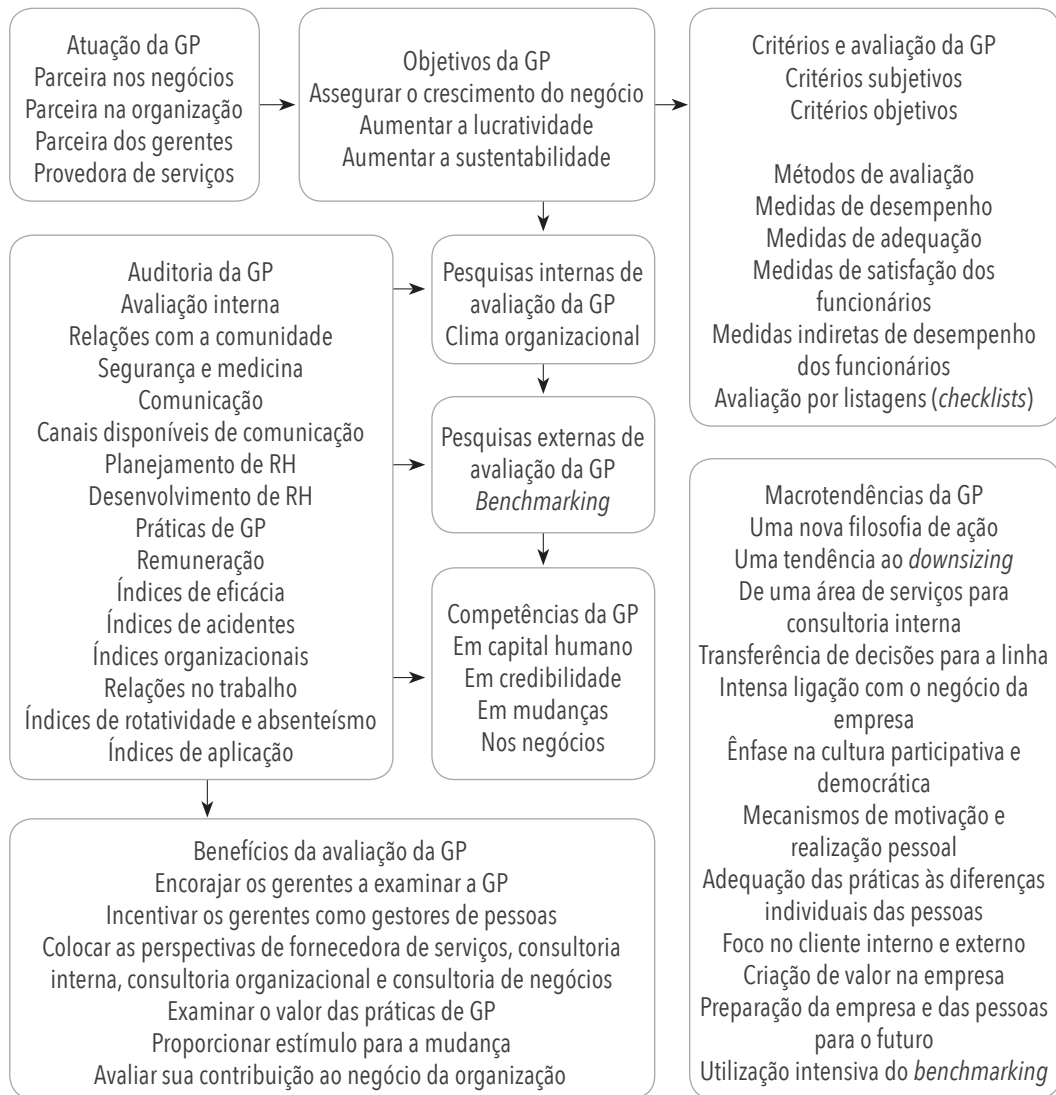 Atuação da GP
Parceira nos negócios
Parceira na organização
Parceira dos gerentes
Provedora de serviços
Objetivos da GP
Assegurar o crescimento do negócio
Aumentar a lucratividade
Aumentar a sustentabilidade
Critérios e avaliação da GP
Critérios subjetivos
Critérios objetivos
Métodos de avaliação
Medidas de desempenho
Medidas de adequação
Medidas de satisfação dos
funcionários
Medidas indiretas de desempenho
dos funcionários
Avaliação por listagens (checklists)
Auditoria da GP
Avaliação interna
Relações com a comunidade
Segurança e medicina
Comunicação
Canais disponíveis de comunicação
Planejamento de RH
Desenvolvimento de RH
Práticas de GP
Remuneração
Índices de eficácia
Índices de acidentes
Índices organizacionais
Relações no trabalho
Índices de rotatividade e absenteísmo
Índices de aplicação
Pesquisas internas de
avaliação da GP
Clima organizacional
Pesquisas externas de
avaliação da GP
Benchmarking
Competências da GP
Em capital humano
Em credibilidade
Em mudanças
Nos negócios
Macrotendências da GP
Uma nova filosofia de ação
Uma tendência ao downsizing
De uma área de serviços para
consultoria interna
Transferência de decisões para a linha
Intensa ligação com o negócio da
empresa
Ênfase na cultura participativa e
democrática
Mecanismos de motivação e
realização pessoal
Adequação das práticas às diferenças
individuais das pessoas
Foco no cliente interno e externo
Criação de valor na empresa
Preparação da empresa e das pessoas
para o futuro
Utilização intensiva do benchmarking
Benefícios da avaliação da GP
Encorajar os gerentes a examinar a GP
Incentivar os gerentes como gestores de pessoas
Colocar as perspectivas de fornecedora de serviços, consultoria
interna, consultoria organizacional e consultoria de negócios
Examinar o valor das práticas de GP
Proporcionar estímulo para a mudança
Avaliar sua contribuição ao negócio da organização